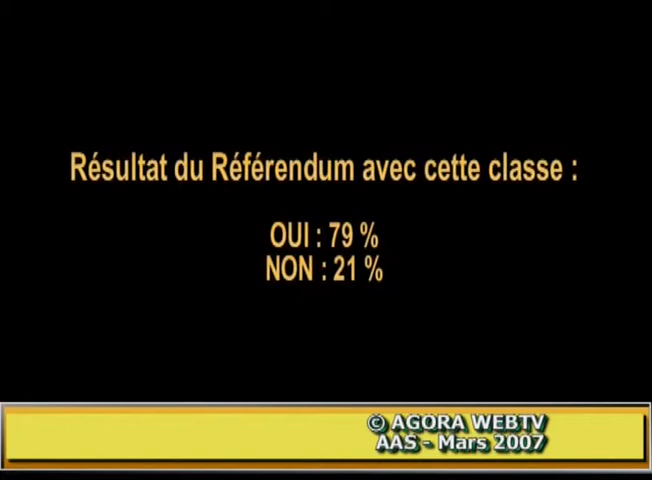 Résultat du Référendum avec cette classe :
OUI : 79 %
NON : 21 %
© AGORA WEBTV
AAS - Mars 2007